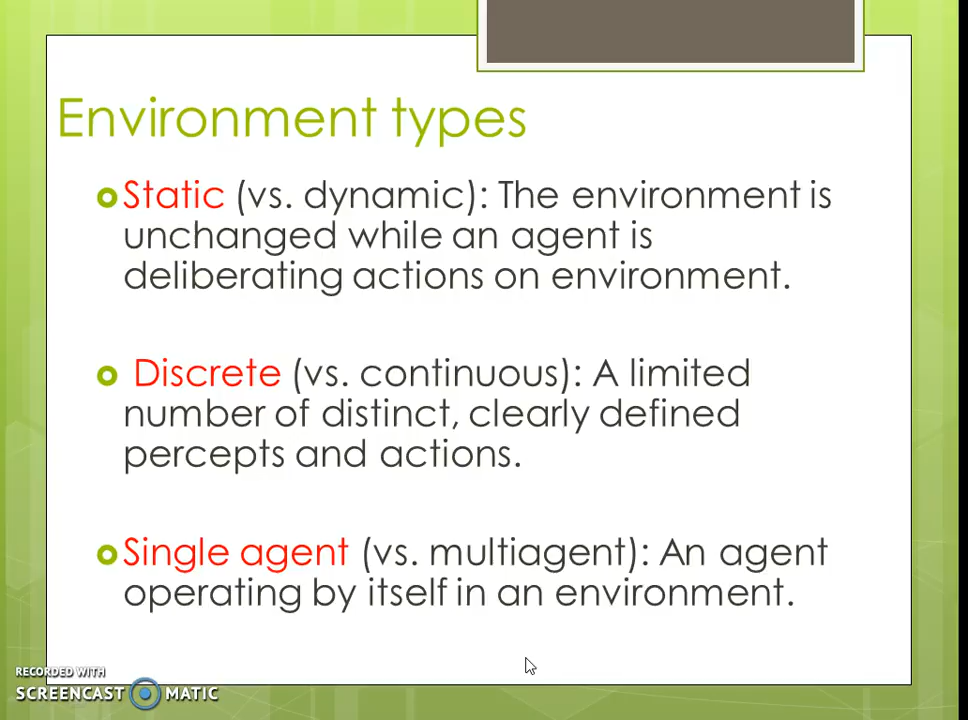 Environment types
Static (vs. dynamic): The environment is
unchanged while an agent is
deliberating actions on environment.
Discrete (vs. continuous): A limited
number of distinct, clearly defined
percepts and actions.
Single agent (vs. multiagent): An agent
operating by itself in an environment.
RECORDED WITH
SCREENCAST MATIC